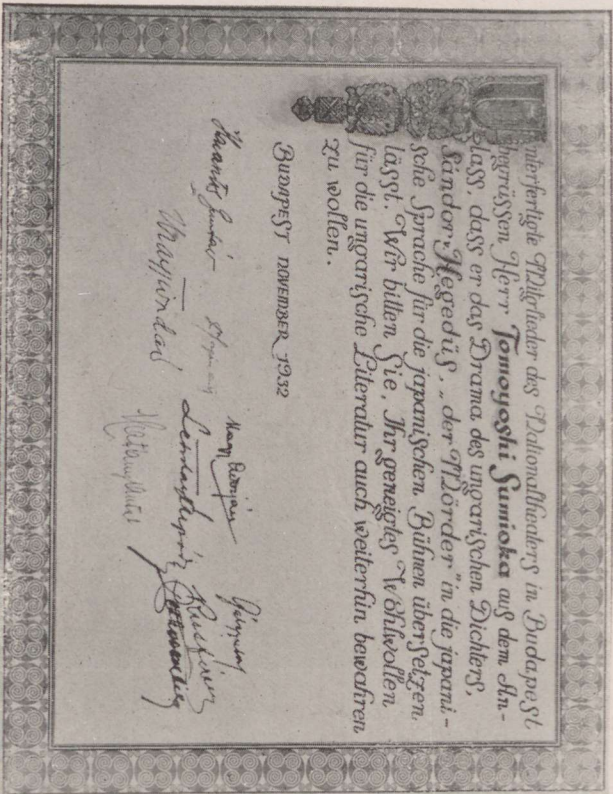 Unterfertigte Mitglieder des Nationaltheaters in Budapest
begrüssen Herr Tomoyoshi Sumioka aus dem An-
lass, dass er das Drama des ungarischen Dichters,
Sándor Hegedüs, „der Mörder" in die japani-
sche Sprache für die japanischen Bühnen übersetzen
lässt. Wir bitten Sie, Ihr geneigtes Wohlwollen
für die ungarische Literatur auch weiterhin bewahren
zu wollen.
BUDAPEST NOVEMBER 1932